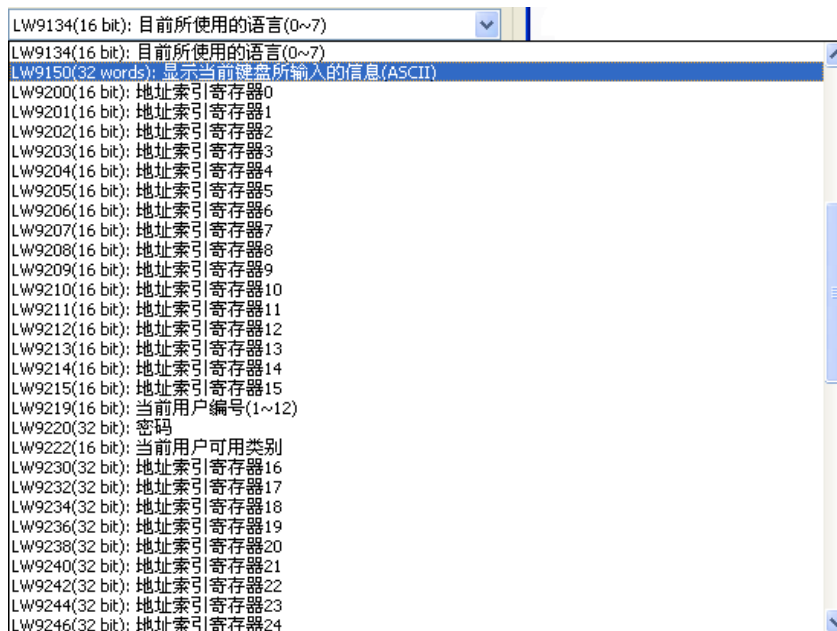 LW9134(16 bit): 目前所使用的语言(0~7)
LW9134(16 bit): 目前所使用的语言(0~7)
LW9150(32 words): 显示当前键盘所输入的信息(ASCII)
LW9200(16 bit): 地址索引寄存器0
LW9201(16 bit): 地址索引寄存器1
LW9202(16 bit): 地址索引寄存器2
LW9203(16 bit): 地址索引寄存器3
LW9204(16 bit): 地址索引寄存器4
LW9205(16 bit): 地址索引寄存器5
LW9206(16 bit): 地址索引寄存器6
LW9207(16 bit): 地址索引寄存器7
LW9208(16 bit): 地址索引寄存器8
LW9209(16 bit): 地址索引寄存器9
LW9210(16 bit): 地址索引寄存器10
LW9211(16 bit): 地址索引寄存器11
LW9212(16 bit): 地址索引寄存器12
LW9213(16 bit): 地址索引寄存器13
LW9214(16 bit): 地址索引寄存器14
LW9215(16 bit): 地址索引寄存器15
LW9219(16 bit): 当前用户编号(1~12)
LW9220(32 bit): 密码
LW9222(16 bit): 当前用户可用类别
LW9230(32 bit): 地址索引寄存器16
LW9232(32 bit): 地址索引寄存器17
LW9234(32 bit): 地址索引寄存器18
LW9236(32 bit): 地址索引寄存器19
LW9238(32 bit): 地址索引寄存器20
LW9240(32 bit): 地址索引寄存器21
LW9242(32 bit): 地址索引寄存器22
LW9244(32 bit): 地址索引寄存器23
LW9246(32 bit): 地址索引寄存器24